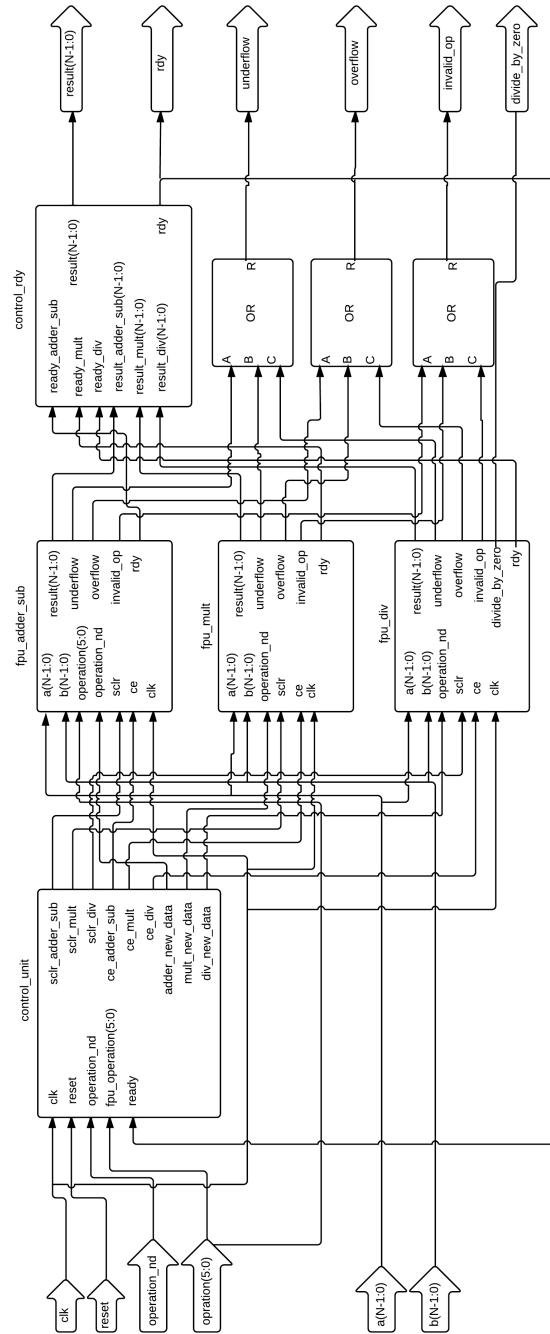 clk
reset
operation_nd
opration(5:0)
a(N-1:0)
b(N-1:0)
control_unit
clk
reset
operation_nd
fpu_operation(5:0)
ready
sclr_adder_sub
sclr_mult
sclr_div
ce_adder_sub
ce_mult
ce_div
adder_new_data
mult_new_data
div_new_data
fpu_adder_sub
a(N-1:0)
b(N-1:0)
operation(5:0)
operation_nd
sclr
ce
clk
result(N-1:0)
underflow
overflow
invalid_op
rdy
fpu_mult
a(N-1:0)
b(N-1:0)
operation_nd
sclr
ce
clk
result(N-1:0)
underflow
overflow
invalid_op
rdy
fpu_div
a(N-1:0)
b(N-1:0)
operation_nd
sclr
ce
clk
result(N-1:0)
underflow
overflow
invalid_op
divide_by_zero
rdy
control_rdy
ready_adder_sub
ready_mult
ready_div
result_adder_sub(N-1:0)
result_mult(N-1:0)
result_div(N-1:0)
result(N-1:0)
rdy
A
B
C
OR
R
A
B
C
OR
R
A
B
C
OR
R
result(N-1:0)
rdy
underflow
overflow
invalid_op
divide_by_zero